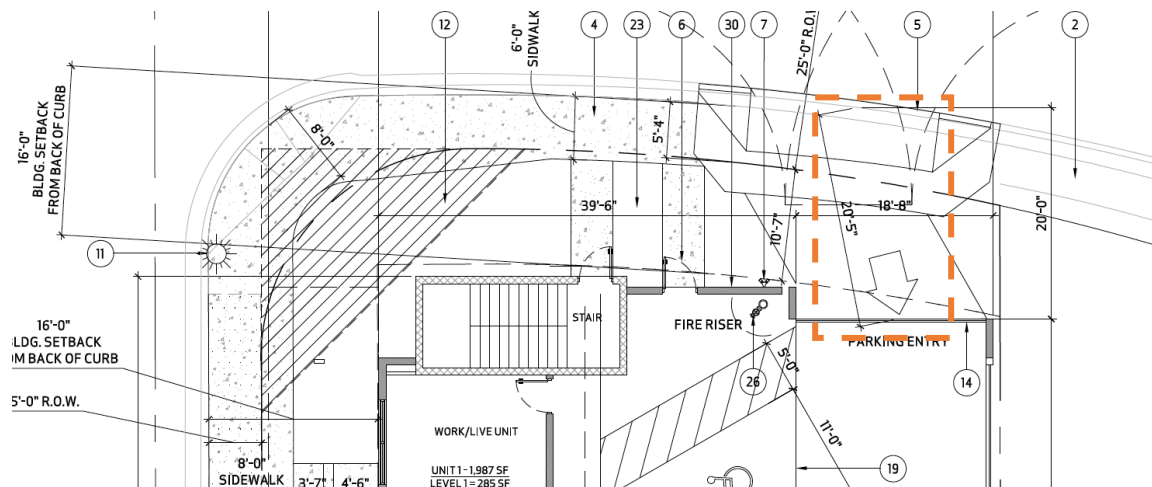 12
4
23
6
30
7
5
2
6'-0"
SIDWALK
25'-0" R.O.W.
16'-0"
BLDG. SETBACK
FROM BACK OF CURB
8'-0"
5'-4"
39'-6"
10'-7"
20'-5"
18'-8"
20'-0"
11
STAIR
FIRE RISER
PARKING ENTRY
26
14
16'-0"
BLDG. SETBACK
OM BACK OF CURB
5'-0"
5'-0" R.O.W.
WORK/LIVE UNIT
11'-0"
8'-0"
SIDEWALK
3'-7"
4'-6"
UNIT 1 - 1,987 SF
LEVEL 1 = 285 SF
19